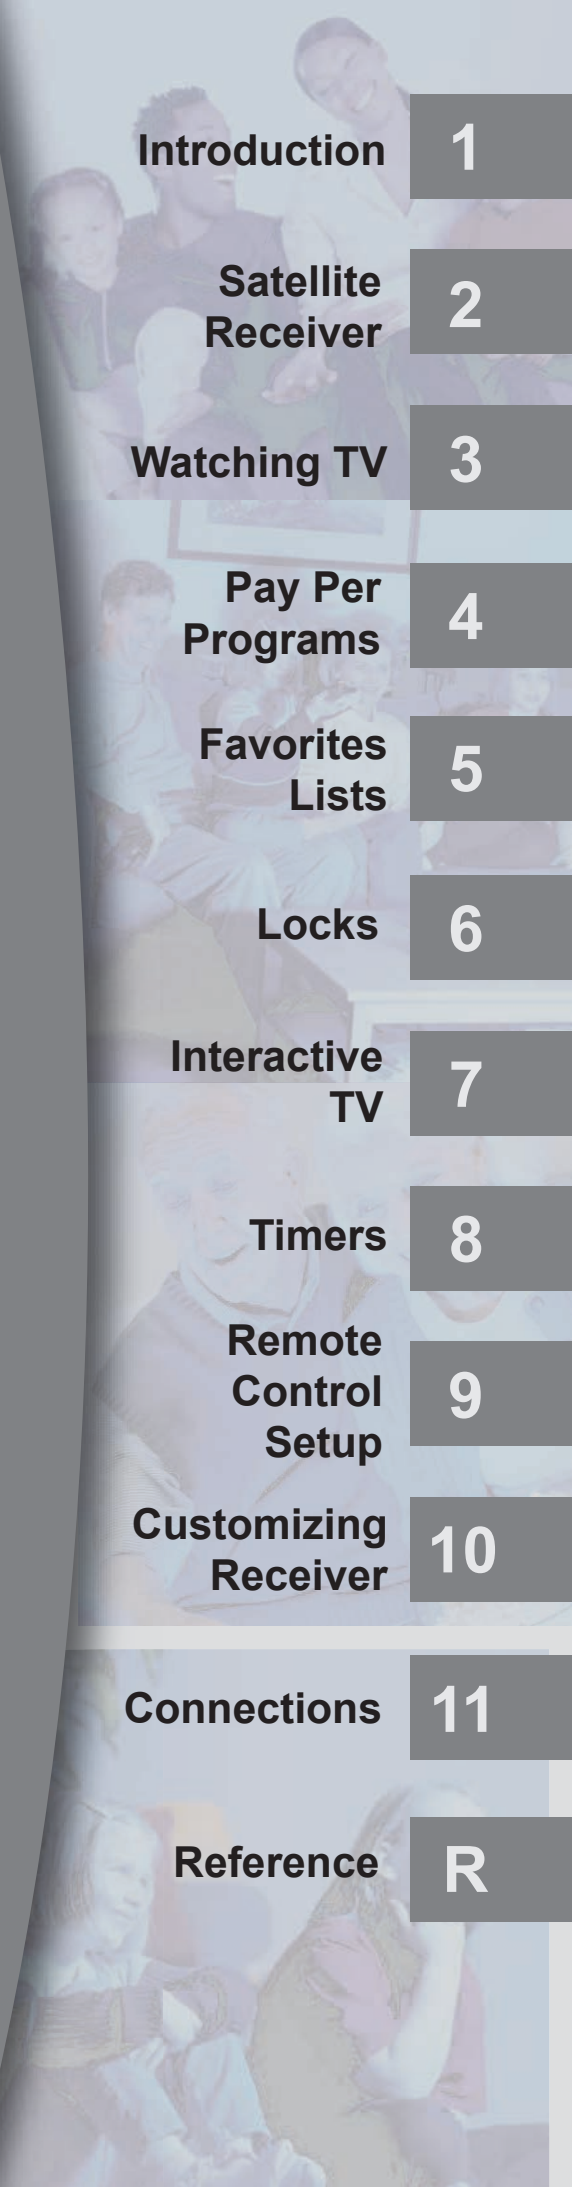 Introduction 1
Satellite
Receiver 2
Watching TV 3
Pay Per
Programs 4
Favorites
Lists 5
Locks 6
Interactive
TV 7
Timers 8
Remote
Control
Setup 9
Customizing
Receiver 10
Connections 11
Reference R